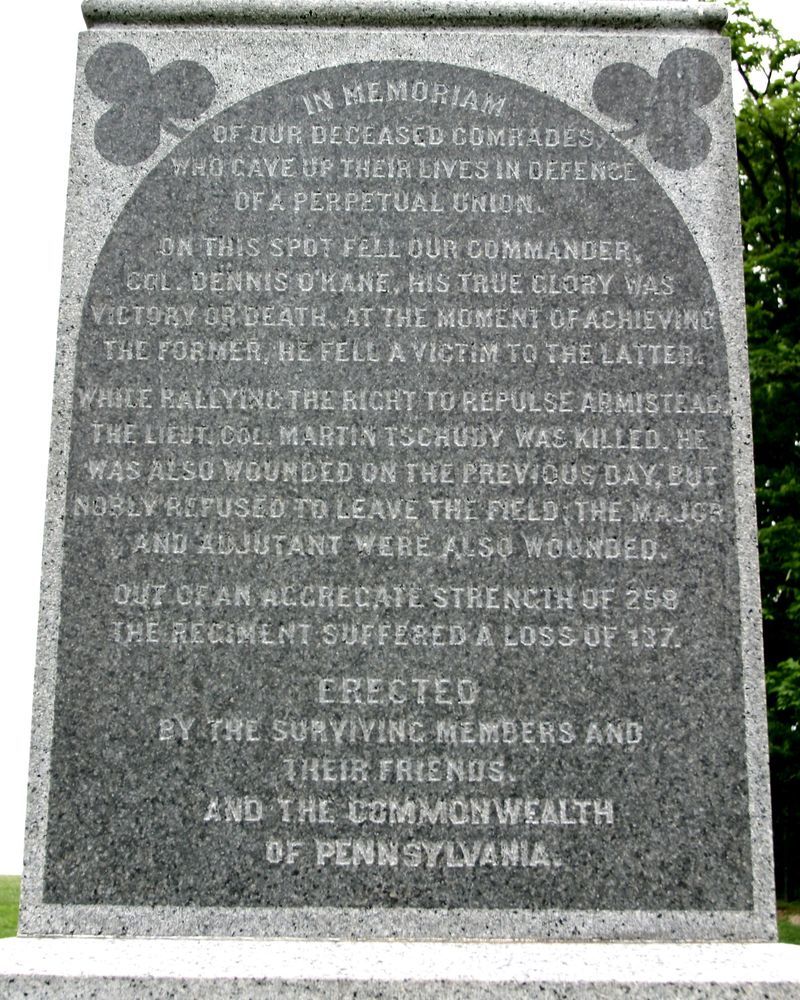 IN MEMORIAM
OF OUR DECEASED COMRADES,
WHO GAVE UP THEIR LIVES IN DEFENCE
OF A PERPETUAL UNION.
ON THIS SPOT FELL OUR COMMANDER,
COL. DENNIS O'KANE, HIS TRUE GLORY WAS
VICTORY OR DEATH, AT THE MOMENT OF ACHIEVING
THE FORMER, HE FELL A VICTIM TO THE LATTER.
WHILE RALLYING THE RIGHT TO REPULSE ARMISTEAD,
THE LIEUT. COL. MARTIN TSCHUDY WAS KILLED. HE
WAS ALSO WOUNDED ON THE PREVIOUS DAY, BUT
NOBLY REFUSED TO LEAVE THE FIELD, THE MAJOR
AND ADJUTANT WERE ALSO WOUNDED.
OUT OF AN AGGREGATE STRENGTH OF 258
THE REGIMENT SUFFERED A LOSS OF 137.
ERECTED
BY THE SURVIVING MEMBERS AND
THEIR FRIENDS.
AND THE COMMONWEALTH
OF PENNSYLVANIA.